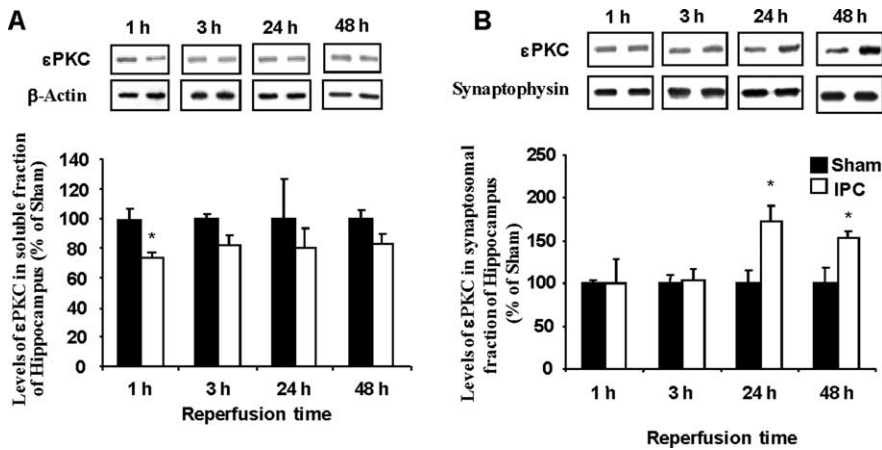 A
1 h 3 h 24 h 48 h
εPKC
β-Actin
Levels of εPKC in soluble fraction
of Hippocampus (% of Sham)
140
120
100
80
60
40
20
0
*
1 h 3 h 24 h 48 h
Reperfusion time
B
1 h 3 h 24 h 48 h
εPKC
Synaptophysin
Levels of εPKC in synaptosomal
fraction of Hippocampus
(% of Sham)
250
200
150
100
50
0
Sham
IPC
*
*
1 h 3 h 24 h 48 h
Reperfusion time